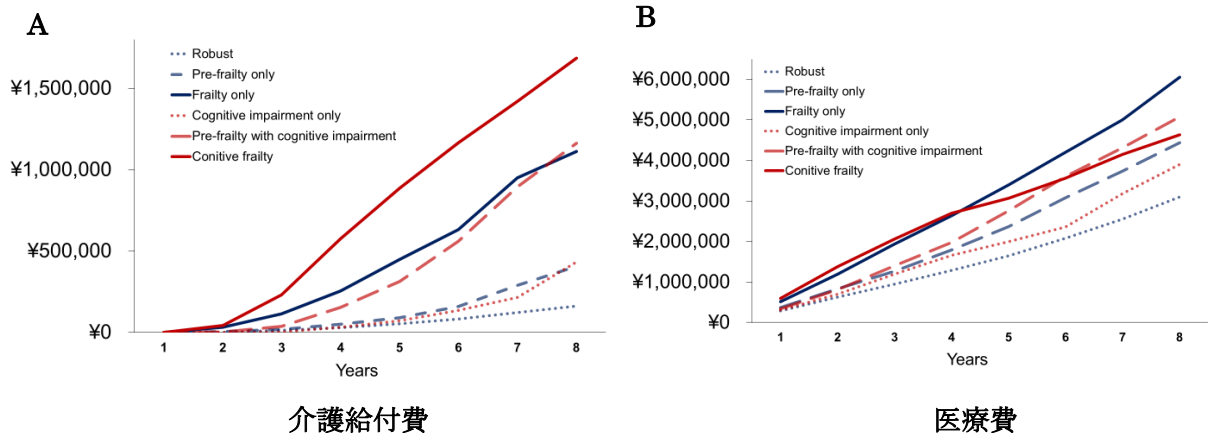 A
Robust
Pre-frailty only
Frailty only
Cognitive impairment only
Pre-frailty with cognitive impairment
Conitive frailty
¥1,500,000
¥1,000,000
¥500,000
¥0
1 2 3 4 5 6 7 8
Years
介護給付費
B
Robust
Pre-frailty only
Frailty only
Cognitive impairment only
Pre-frailty with cognitive impairment
Conitive frailty
¥6,000,000
¥5,000,000
¥4,000,000
¥3,000,000
¥2,000,000
¥1,000,000
¥0
1 2 3 4 5 6 7 8
Years
医療費